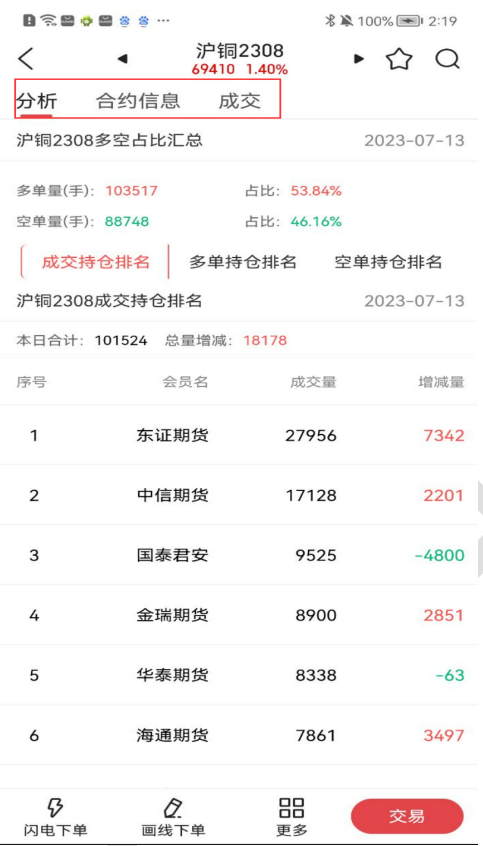 100% 2:19
沪铜2308
69410 1.40%
分析 合约信息 成交
沪铜2308多空占比汇总 2023-07-13
多单量(手): 103517 占比: 53.84%
空单量(手): 88748 占比: 46.16%
成交持仓排名 多单持仓排名 空单持仓排名
沪铜2308成交持仓排名 2023-07-13
本日合计: 101524 总量增减: 18178
序号 会员名 成交量 增减量
1 东证期货 27956 7342
2 中信期货 17128 2201
3 国泰君安 9525 -4800
4 金瑞期货 8900 2851
5 华泰期货 8338 -63
6 海通期货 7861 3497
闪电下单 画线下单 更多 交易